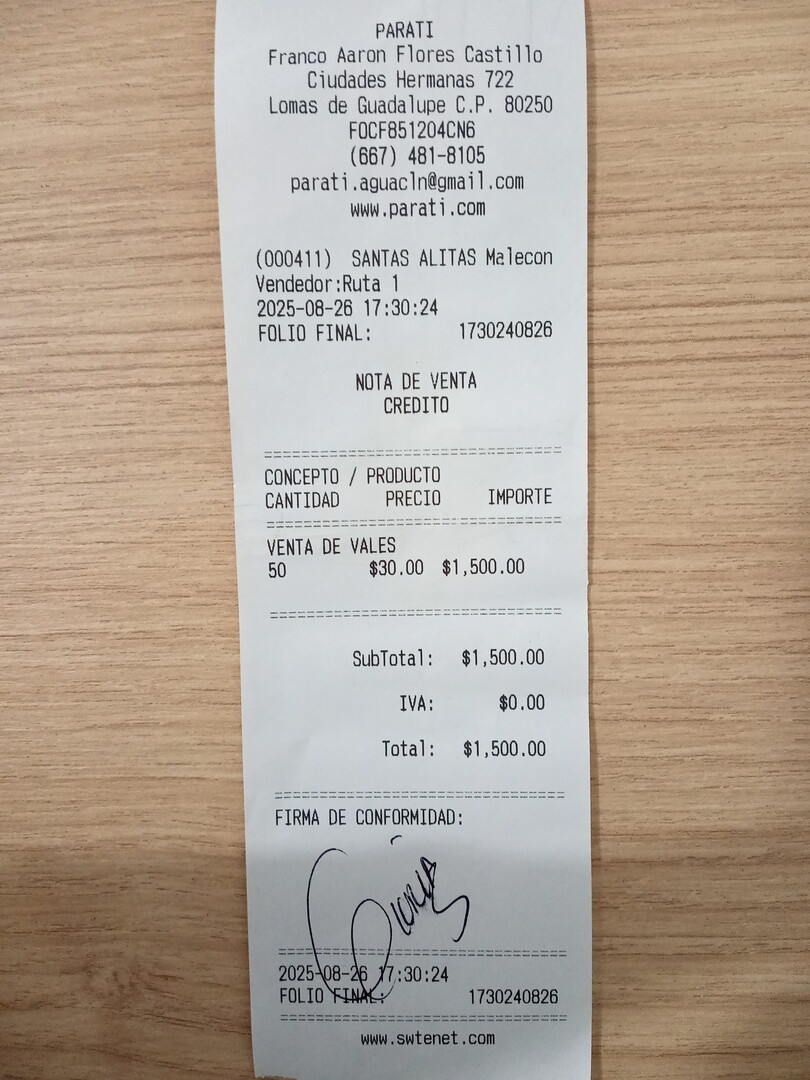 PARATI
Franco Aaron Flores Castillo
Ciudades Hermanas 722
Lomas de Guadalupe C.P. 80250
FOCF851204CN6
(667) 481-8105
parati.aguacln@gmail.com
www.parati.com
(000411) SANTAS ALITAS Malecon
Vendedor:Ruta 1
2025-08-26 17:30:24
FOLIO FINAL: 1730240826
NOTA DE VENTA
CREDITO
CONCEPTO / PRODUCTO
CANTIDAD PRECIO IMPORTE
VENTA DE VALES
50 $30.00 $1,500.00
SubTotal: $1,500.00
IVA: $0.00
Total: $1,500.00
FIRMA DE CONFORMIDAD:
2025-08-26 17:30:24
FOLIO FINAL: 1730240826
www.swtenet.com